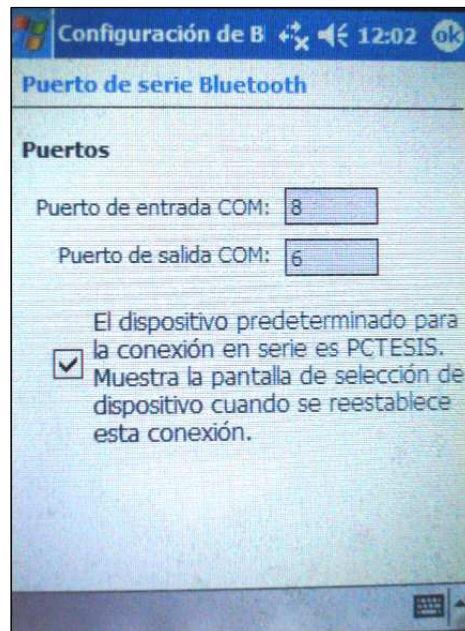 Configuración de B 12:02 ok
Puerto de serie Bluetooth
Puertos
Puerto de entrada COM: 8
Puerto de salida COM: 6
El dispositivo predeterminado para
la conexión en serie es PCTESIS.
Muestra la pantalla de selección de
dispositivo cuando se reestablece
esta conexión.